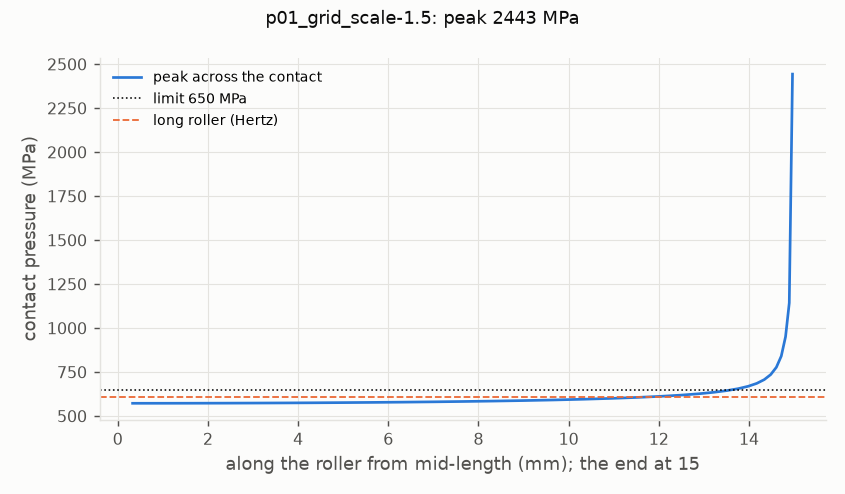 p01_grid_scale-1.5: peak 2443 MPa
peak across the contact
limit 650 MPa
long roller (Hertz)
contact pressure (MPa)
2500
2250
2000
1750
1500
1250
1000
750
500
0 2 4 6 8 10 12 14
along the roller from mid-length (mm); the end at 15